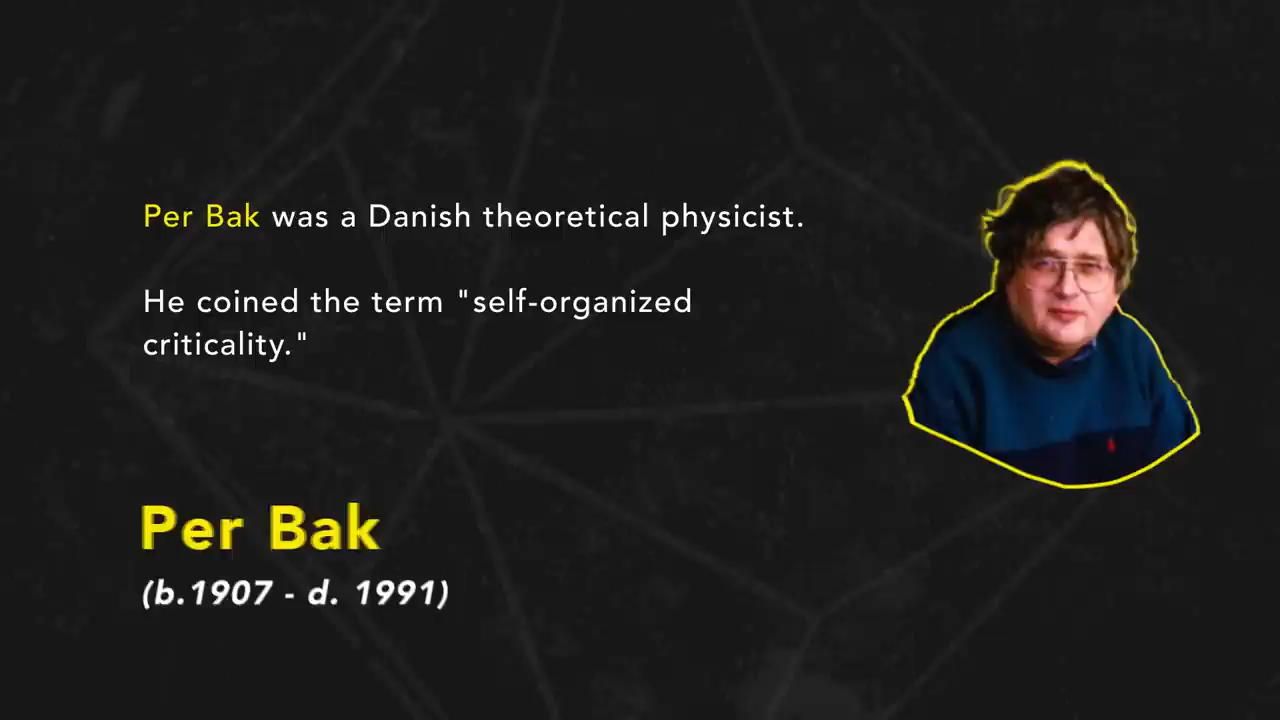 Per Bak was a Danish theoretical physicist.
He coined the term "self-organized
criticality."
Per Bak
(b.1907 - d. 1991)